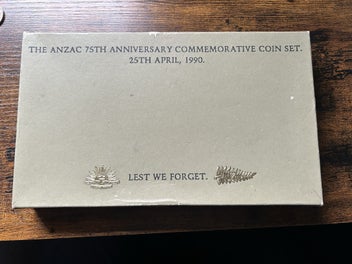 THE ANZAC 75TH ANNIVERSARY COMMEMORATIVE COIN SET.
25TH APRIL, 1990.
LEST WE FORGET.